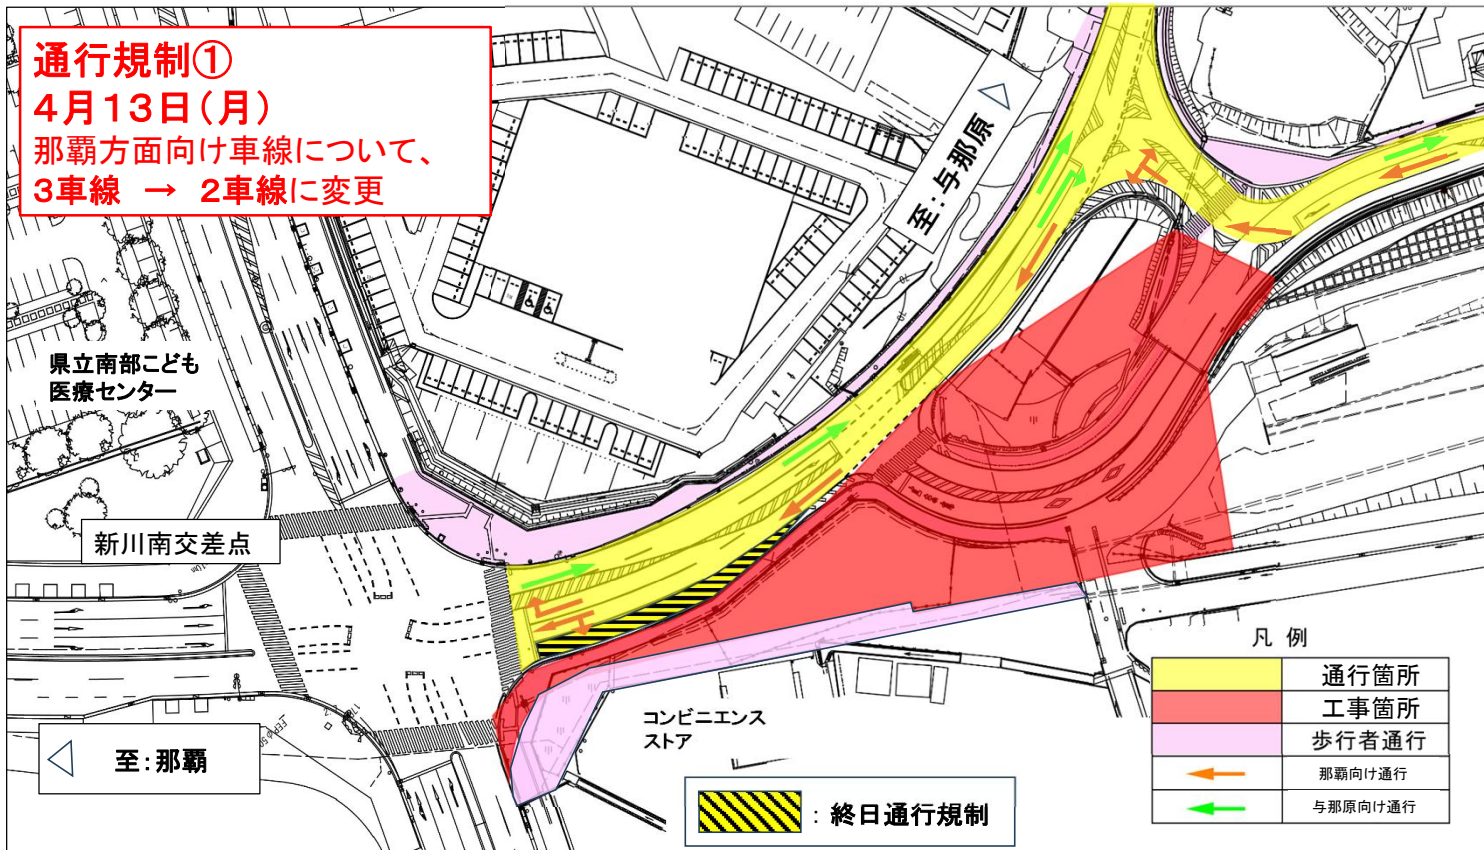 通行規制①
４月１３日(月)
那覇方面向け車線について、
３車線 → ２車線に変更
至：与那原
県立南部こども
医療センター
新川南交差点
至：那覇
コンビニエンス
ストア
：終日通行規制
凡 例
通行箇所
工事箇所
歩行者通行
那覇向け通行
与那原向け通行